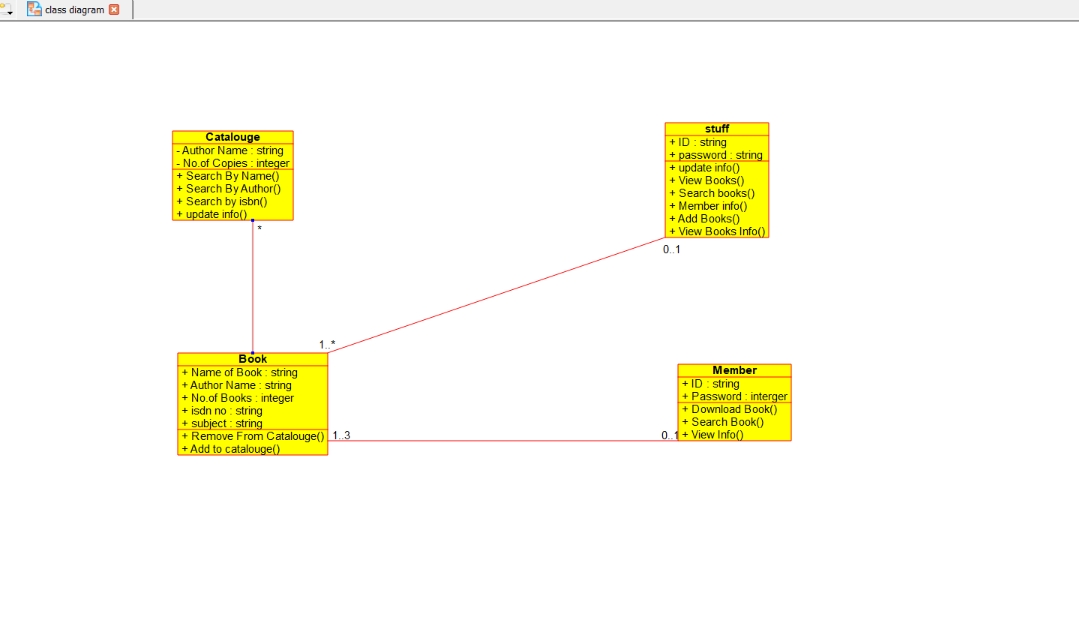 class diagram
Catalouge
- Author Name : string
- No.of Copies : integer
+ Search By Name()
+ Search By Author()
+ Search by isbn()
+ update info()
*
stuff
+ ID : string
+ password : string
+ update info()
+ View Books()
+ Search books()
+ Member info()
+ Add Books()
+ View Books Info()
0..1
1..*
Book
+ Name of Book : string
+ Author Name : string
+ No.of Books : integer
+ isdn no : string
+ subject : string
+ Remove From Catalouge()
+ Add to catalouge()
1..3
0..1
Member
+ ID : string
+ Password : interger
+ Download Book()
+ Search Book()
+ View Info()